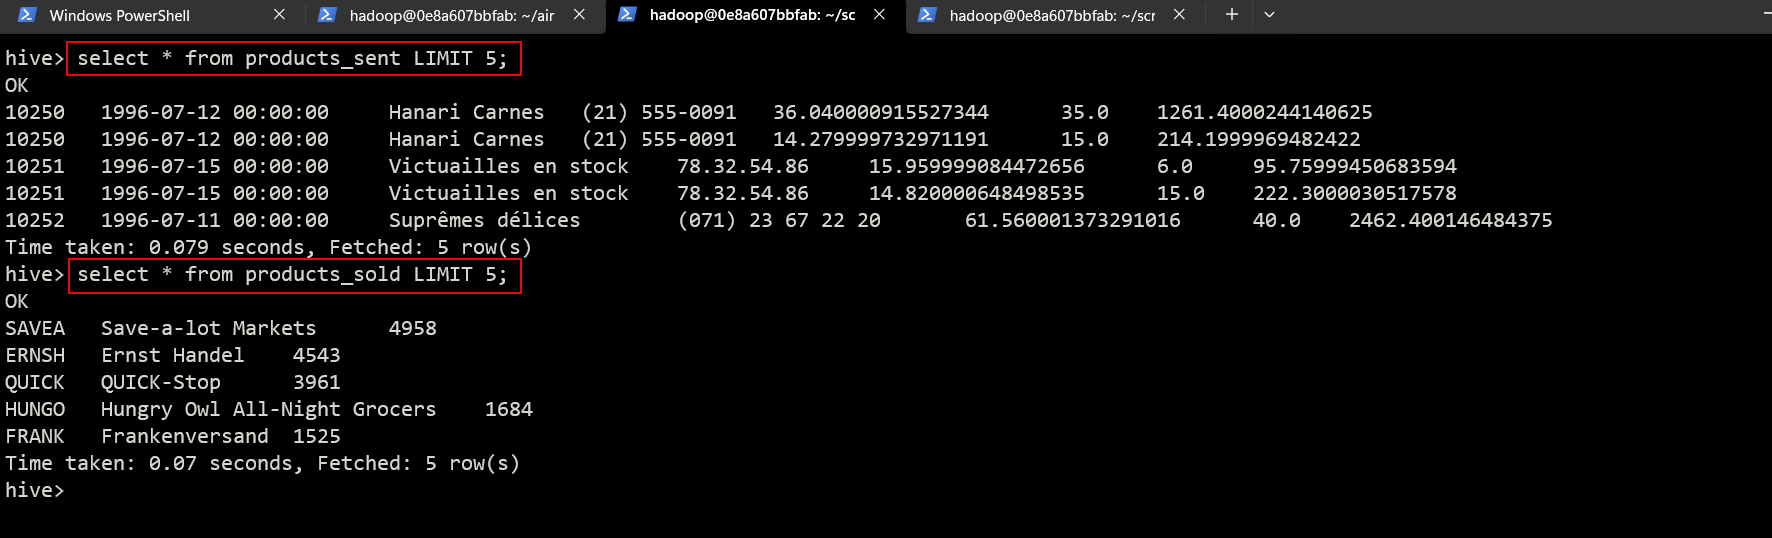 Windows PowerShell
hadoop@0e8a607bbfab: ~/air
hadoop@0e8a607bbfab: ~/sc
hadoop@0e8a607bbfab: ~/scr
hive> select * from products_sent LIMIT 5;
OK
10250 1996-07-12 00:00:00 Hanari Carnes (21) 555-0091 36.040000915527344 35.0 1261.4000244140625
10250 1996-07-12 00:00:00 Hanari Carnes (21) 555-0091 14.279999732971191 15.0 214.1999969482422
10251 1996-07-15 00:00:00 Victuailles en stock 78.32.54.86 15.959999084472656 6.0 95.75999450683594
10251 1996-07-15 00:00:00 Victuailles en stock 78.32.54.86 14.820000648498535 15.0 222.3000030517578
10252 1996-07-11 00:00:00 Suprêmes délices (071) 23 67 22 20 61.560001373291016 40.0 2462.400146484375
Time taken: 0.079 seconds, Fetched: 5 row(s)
hive> select * from products_sold LIMIT 5;
OK
SAVEA Save-a-lot Markets 4958
ERNSH Ernst Handel 4543
QUICK QUICK-Stop 3961
HUNGO Hungry Owl All-Night Grocers 1684
FRANK Frankenversand 1525
Time taken: 0.07 seconds, Fetched: 5 row(s)
hive>